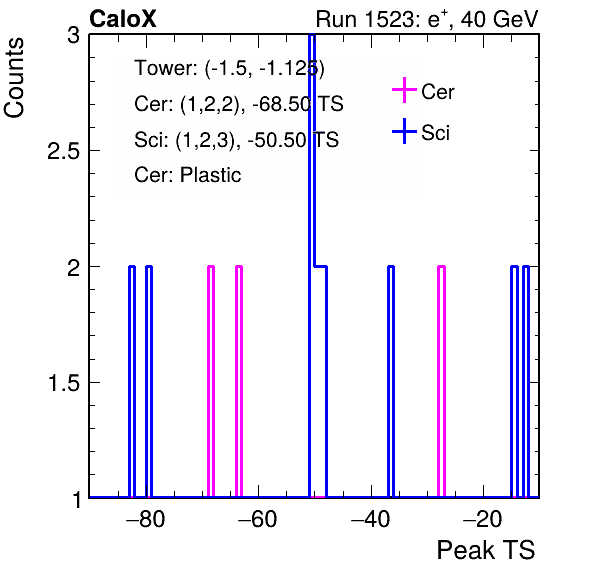 CaloX Run 1523: e⁺, 40 GeV
Counts
3
2.5
2
1.5
1
Tower: (-1.5, -1.125)
Cer: (1,2,2), -68.50 TS
Sci: (1,2,3), -50.50 TS
Cer: Plastic
Cer
Sci
−80 −60 −40 −20
Peak TS